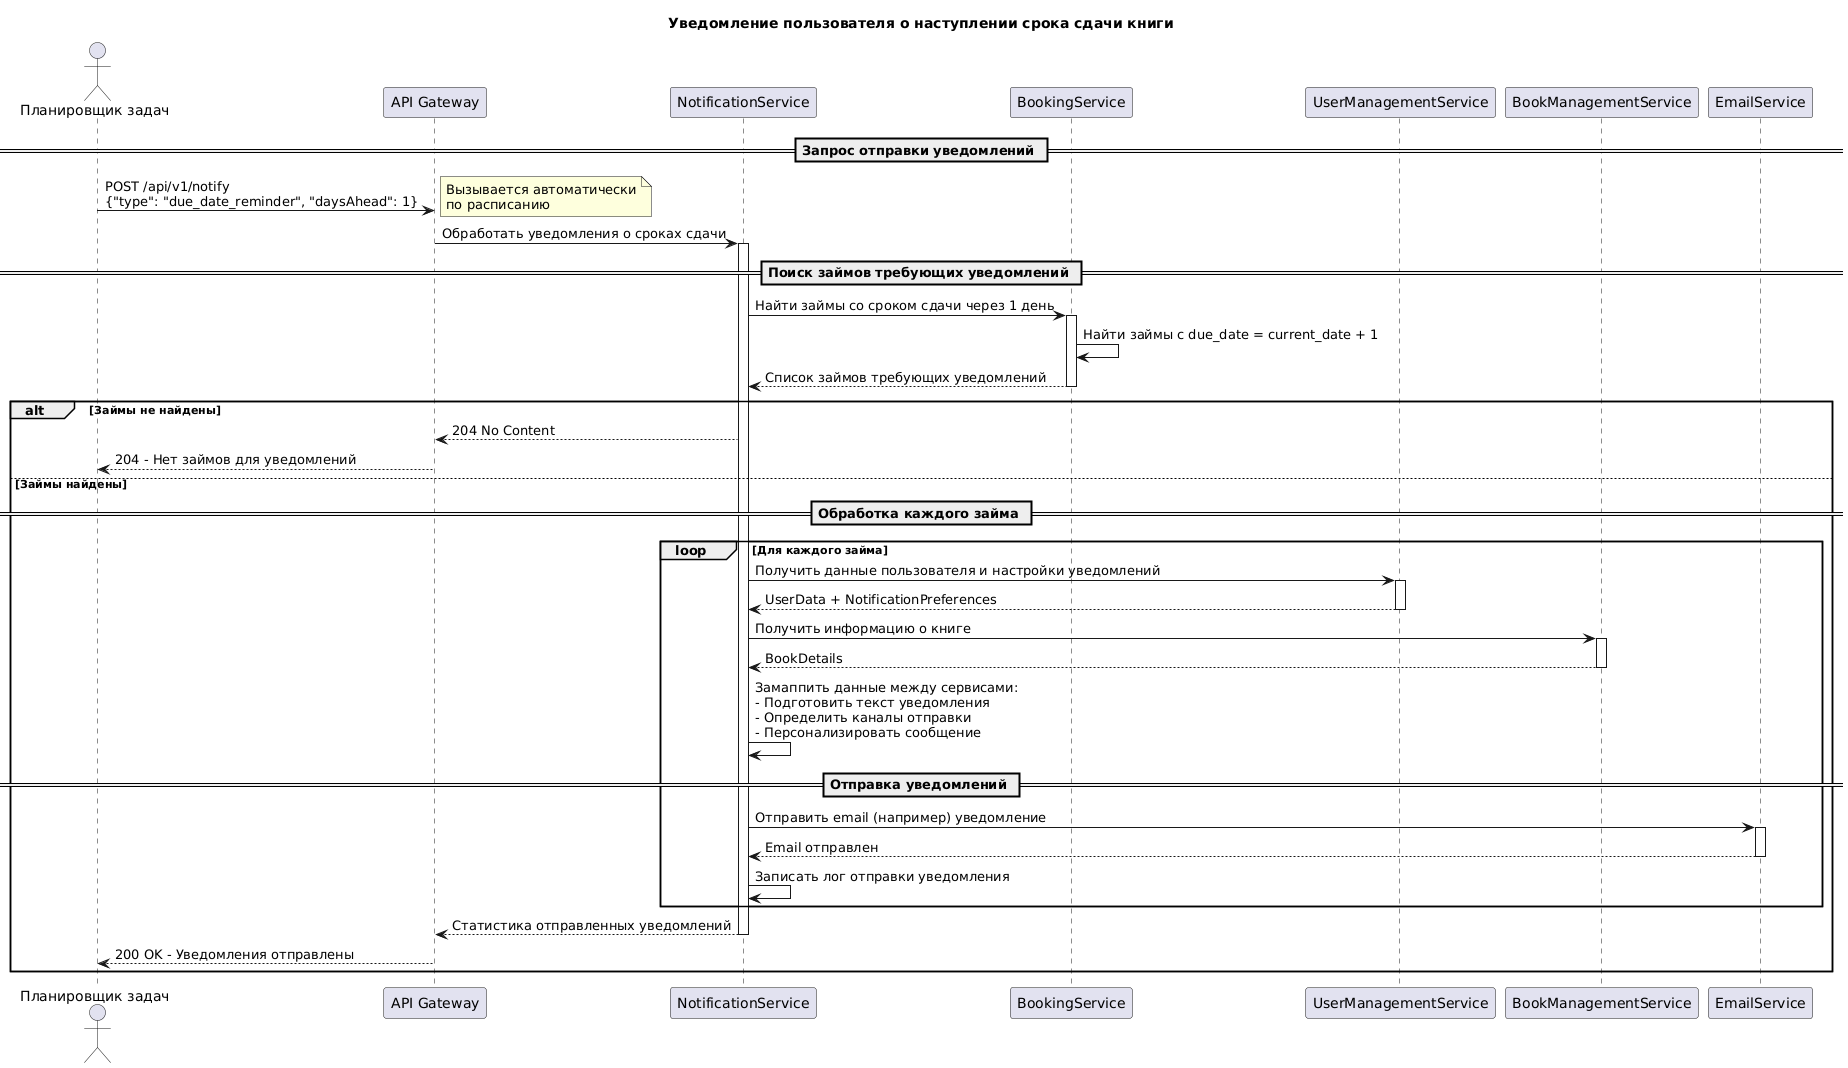 Уведомление пользователя о наступлении срока сдачи книги
Планировщик задач
API Gateway
NotificationService
BookingService
UserManagementService
BookManagementService
EmailService
Запрос отправки уведомлений
POST /api/v1/notify
{"type": "due_date_reminder", "daysAhead": 1}
Вызывается автоматически
по расписанию
Обработать уведомления о сроках сдачи
Поиск займов требующих уведомлений
Найти займы со сроком сдачи через 1 день
Найти займы с due_date = current_date + 1
Список займов требующих уведомлений
alt
[Займы не найдены]
204 No Content
204 - Нет займов для уведомлений
[Займы найдены]
Обработка каждого займа
loop
[Для каждого займа]
Получить данные пользователя и настройки уведомлений
UserData + NotificationPreferences
Получить информацию о книге
BookDetails
Замаппить данные между сервисами:
- Подготовить текст уведомления
- Определить каналы отправки
- Персонализировать сообщение
Отправка уведомлений
Отправить email (например) уведомление
Email отправлен
Записать лог отправки уведомления
Статистика отправленных уведомлений
200 OK - Уведомления отправлены
Планировщик задач
API Gateway
NotificationService
BookingService
UserManagementService
BookManagementService
EmailService